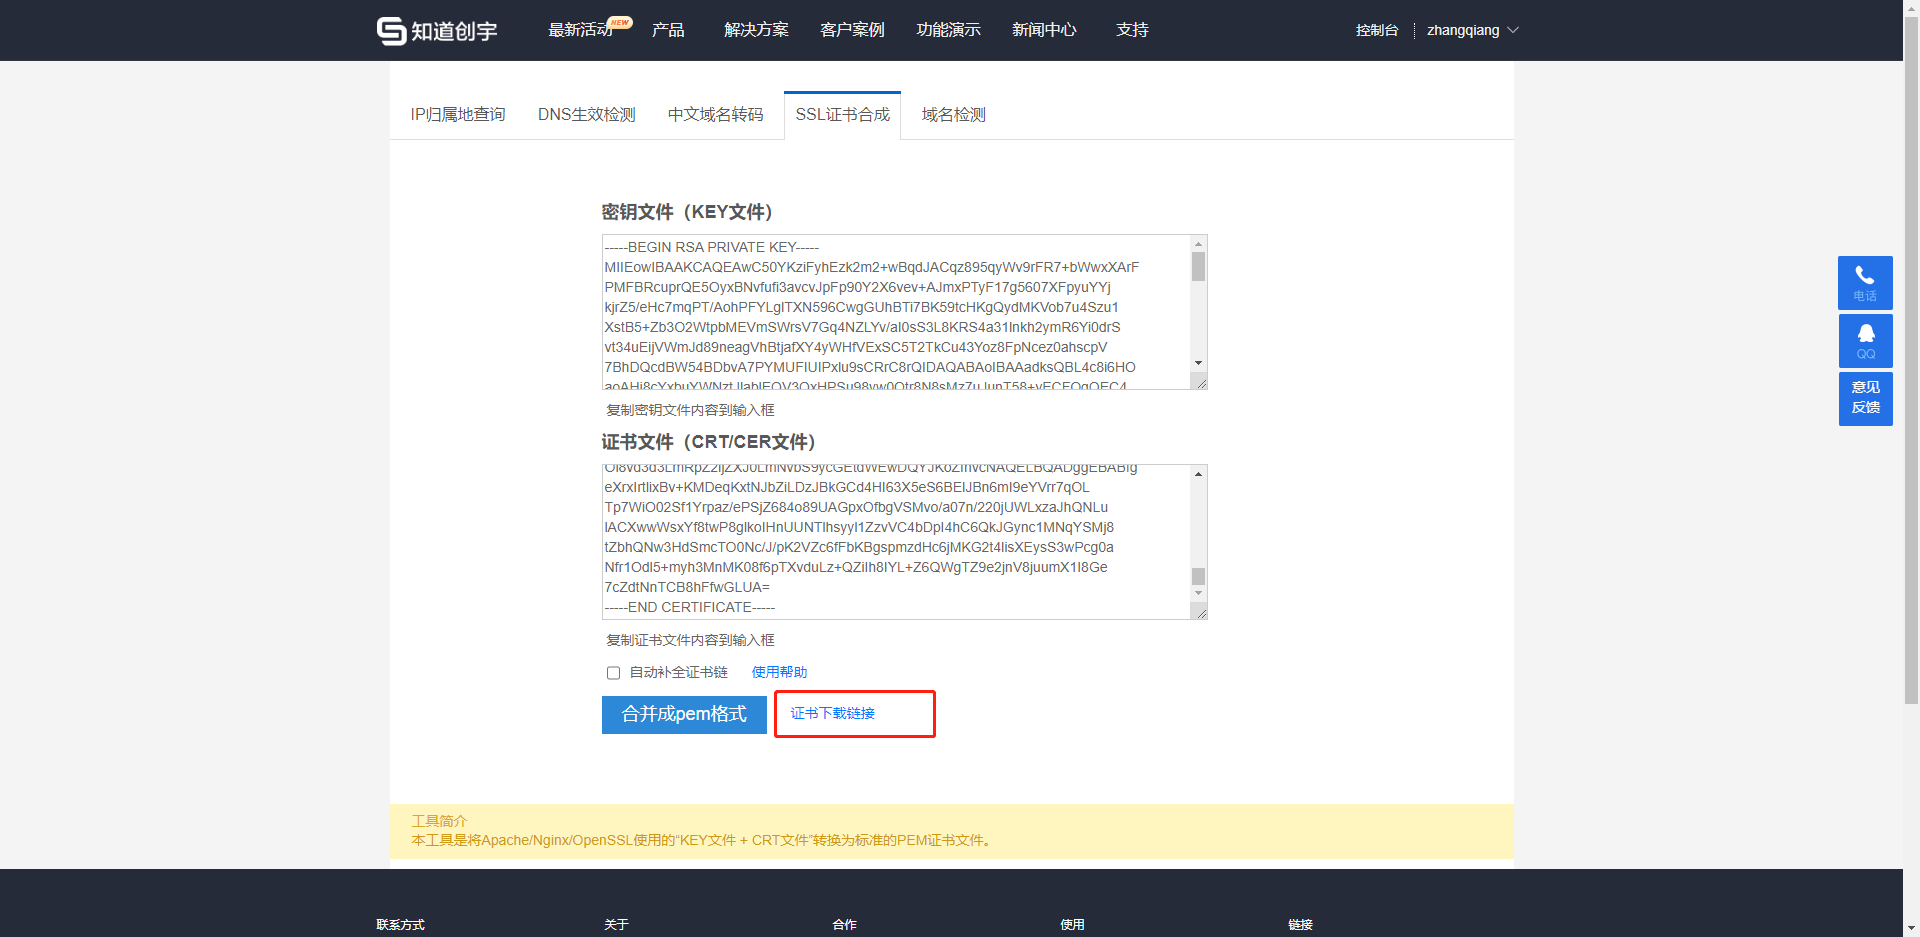 知道创宇
最新活动 NEW 产品 解决方案 客户案例 功能演示 新闻中心 支持 控制台 zhangqiang
IP归属地查询 DNS生效检测 中文域名转码 SSL证书合成 域名检测
密钥文件（KEY文件）
-----BEGIN RSA PRIVATE KEY-----
MIIEowIBAAKCAQEAwC50YKziFyhEzk2m2+wBqdJACqz895qyWv9rFR7+bWwxXArF
PMFBRcuprQE5OyxBNvfufi3avcvJpFp90Y2X6vev+AJmxPTyF17g5607XFpyuYYj
kjrZ5/eHc7mqPT/AohPFYLglTXN596CwgGUhBTi7BK59tcHKgQydMKVob7u4Szu1
XstB5+Zb3O2WtpbMEVmSWrsV7Gq4NZLYv/aI0sS3L8KRS4a31lnkh2ymR6Yi0drS
vt34uEijVWmJd89neagVhBtjafXY4yWHfVExSC5T2TkCu43Yoz8FpNcez0ahscpV
7BhDQcdBW54BDbvA7PYMUFIUIPxlu9sCRrC8rQIDAQABAoIBAAadksQBL4c8i6HO
复制密钥文件内容到输入框
证书文件（CRT/CER文件）
eXrxIrtlixBv+KMDeqKxtNJbZiLDzJBkGCd4HI63X5eS6BEIJBn6mI9eYVrr7qOL
Tp7WiO02Sf1Yrpaz/ePSjZ684o89UAGpxOfbgVSMvo/a07n/220jUWLxzaJhQNLu
lACXwwWsxYf8twP8glkoIHnUUNTlhsyyI1ZzvVC4bDpI4hC6QkJGync1MNqYSMj8
tZbhQNw3HdSmcTO0Nc/J/pK2VZc6fFbKBgspmzdHc6jMKG2t4lisXEysS3wPcg0a
Nfr1OdI5+myh3MnMK08f6pTXvduLz+QZiIh8IYL+Z6QWgTZ9e2jnV8juumX1I8Ge
7cZdtNnTCB8hFfwGLUA=
-----END CERTIFICATE-----
复制证书文件内容到输入框
自动补全证书链 使用帮助
合并成pem格式 证书下载链接
电话
QQ
意见
反馈
工具简介
本工具是将Apache/Nginx/OpenSSL使用的“KEY文件 + CRT文件”转换为标准的PEM证书文件。
联系方式 关于 合作 使用 链接